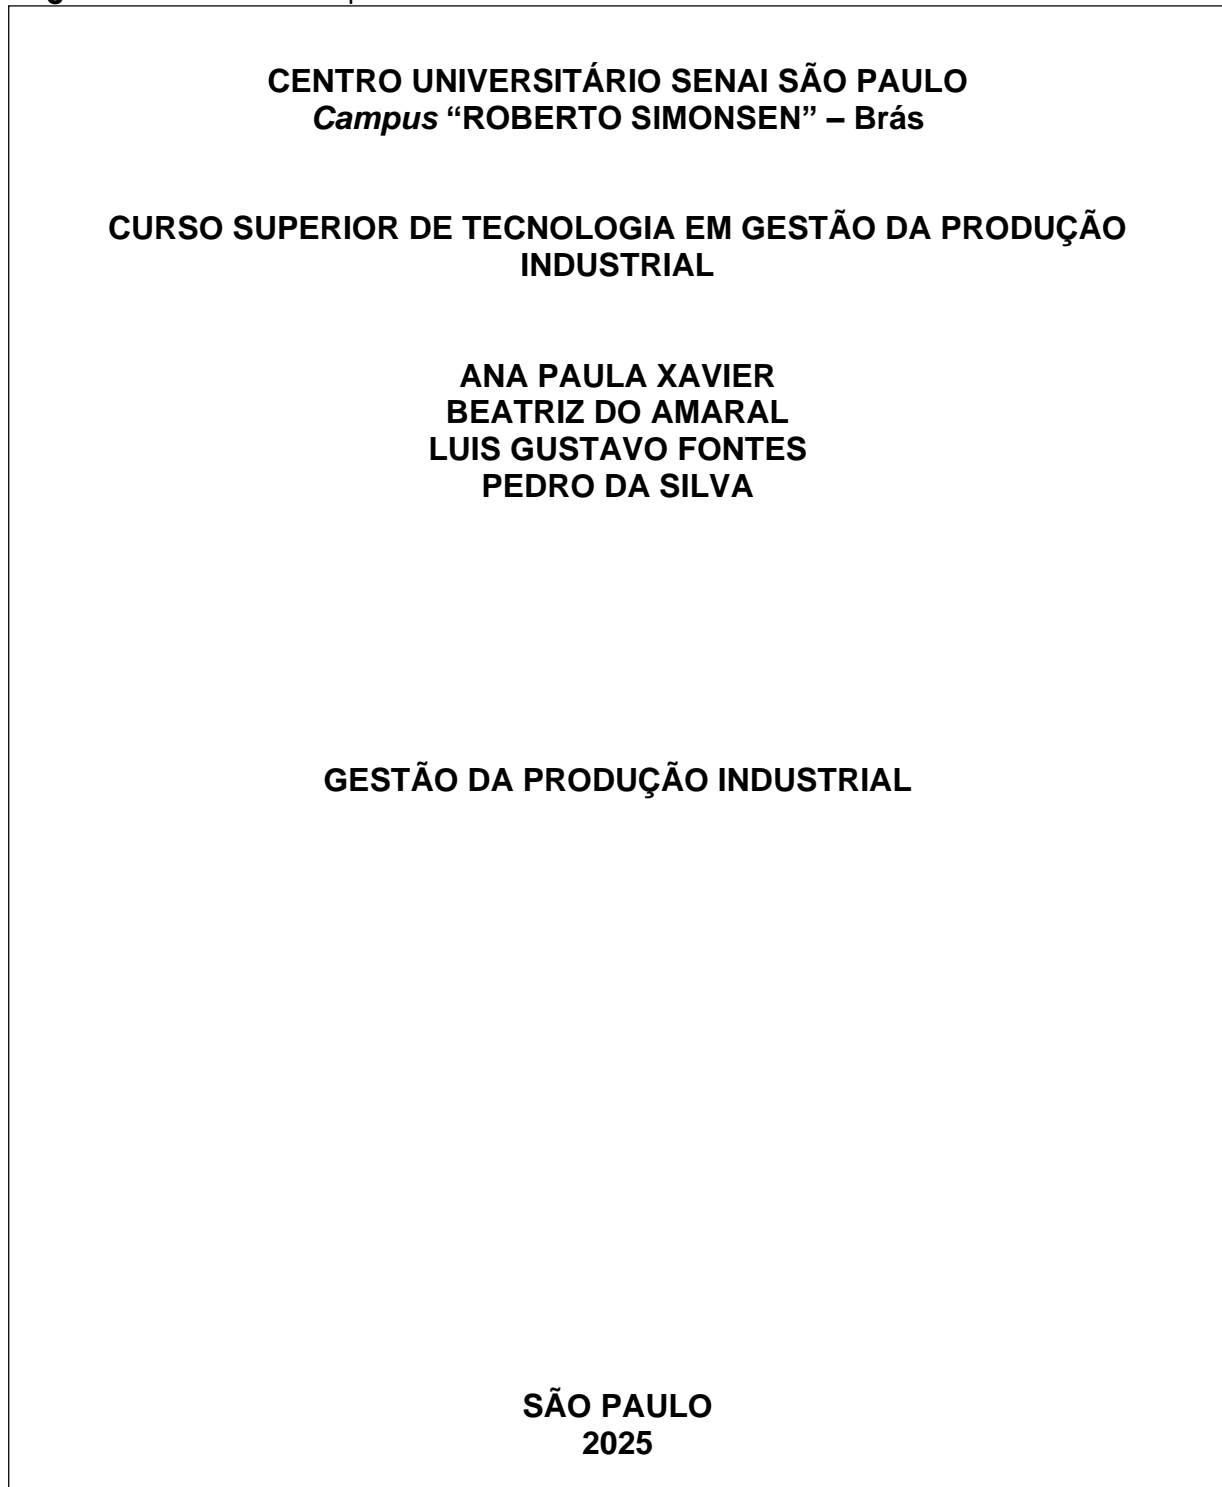 CENTRO UNIVERSITÁRIO SENAI SÃO PAULO
Campus “ROBERTO SIMONSEN” – Brás
CURSO SUPERIOR DE TECNOLOGIA EM GESTÃO DA PRODUÇÃO
INDUSTRIAL
ANA PAULA XAVIER
BEATRIZ DO AMARAL
LUIS GUSTAVO FONTES
PEDRO DA SILVA
GESTÃO DA PRODUÇÃO INDUSTRIAL
SÃO PAULO
2025